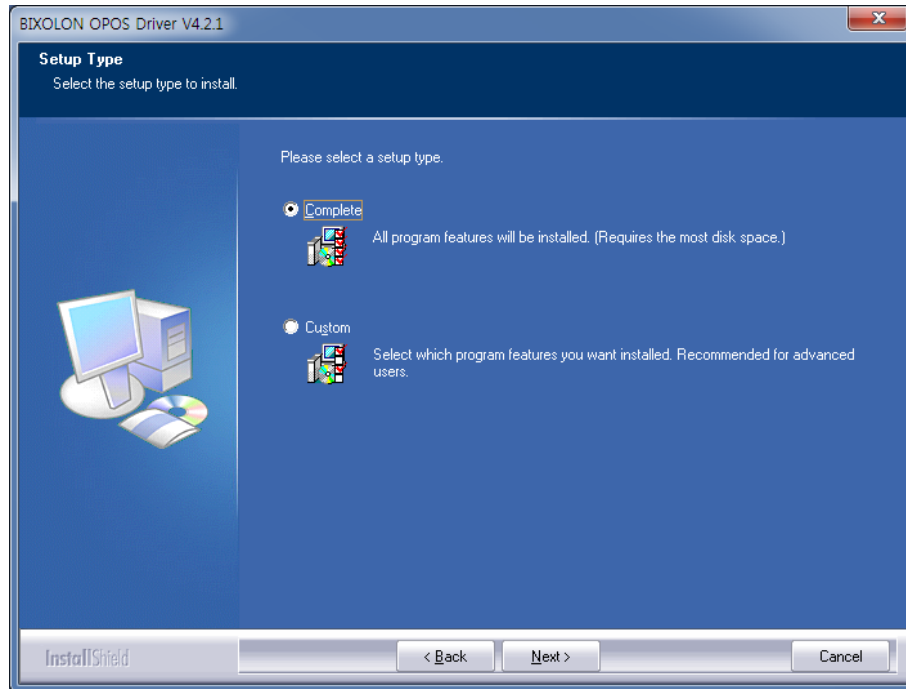 BIXOLON OPOS Driver V4.2.1
Setup Type
Select the setup type to install.
Please select a setup type.
Complete
All program features will be installed. (Requires the most disk space.)
Custom
Select which program features you want installed. Recommended for advanced
users.
InstallShield
< Back
Next >
Cancel